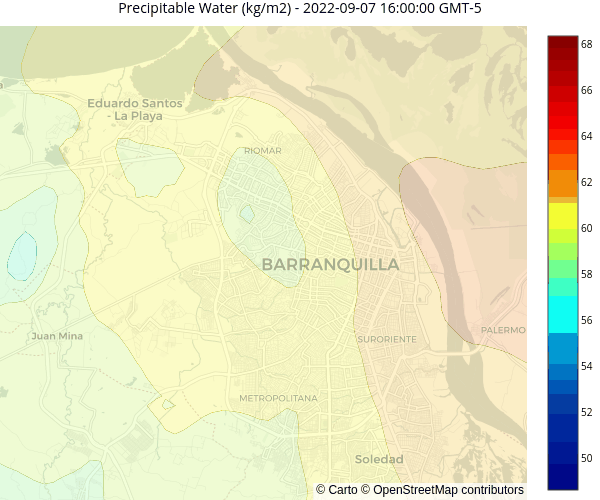 Precipitable Water (kg/m2) - 2022-09-07 16:00:00 GMT-5
68
66
64
62
60
58
56
54
52
50
Eduardo Santos
- La Playa
RIOMAR
BARRANQUILLA
Juan Mina
SURORIENTE
PALERMO
METROPOLITANA
Soledad
© Carto © OpenStreetMap contributors